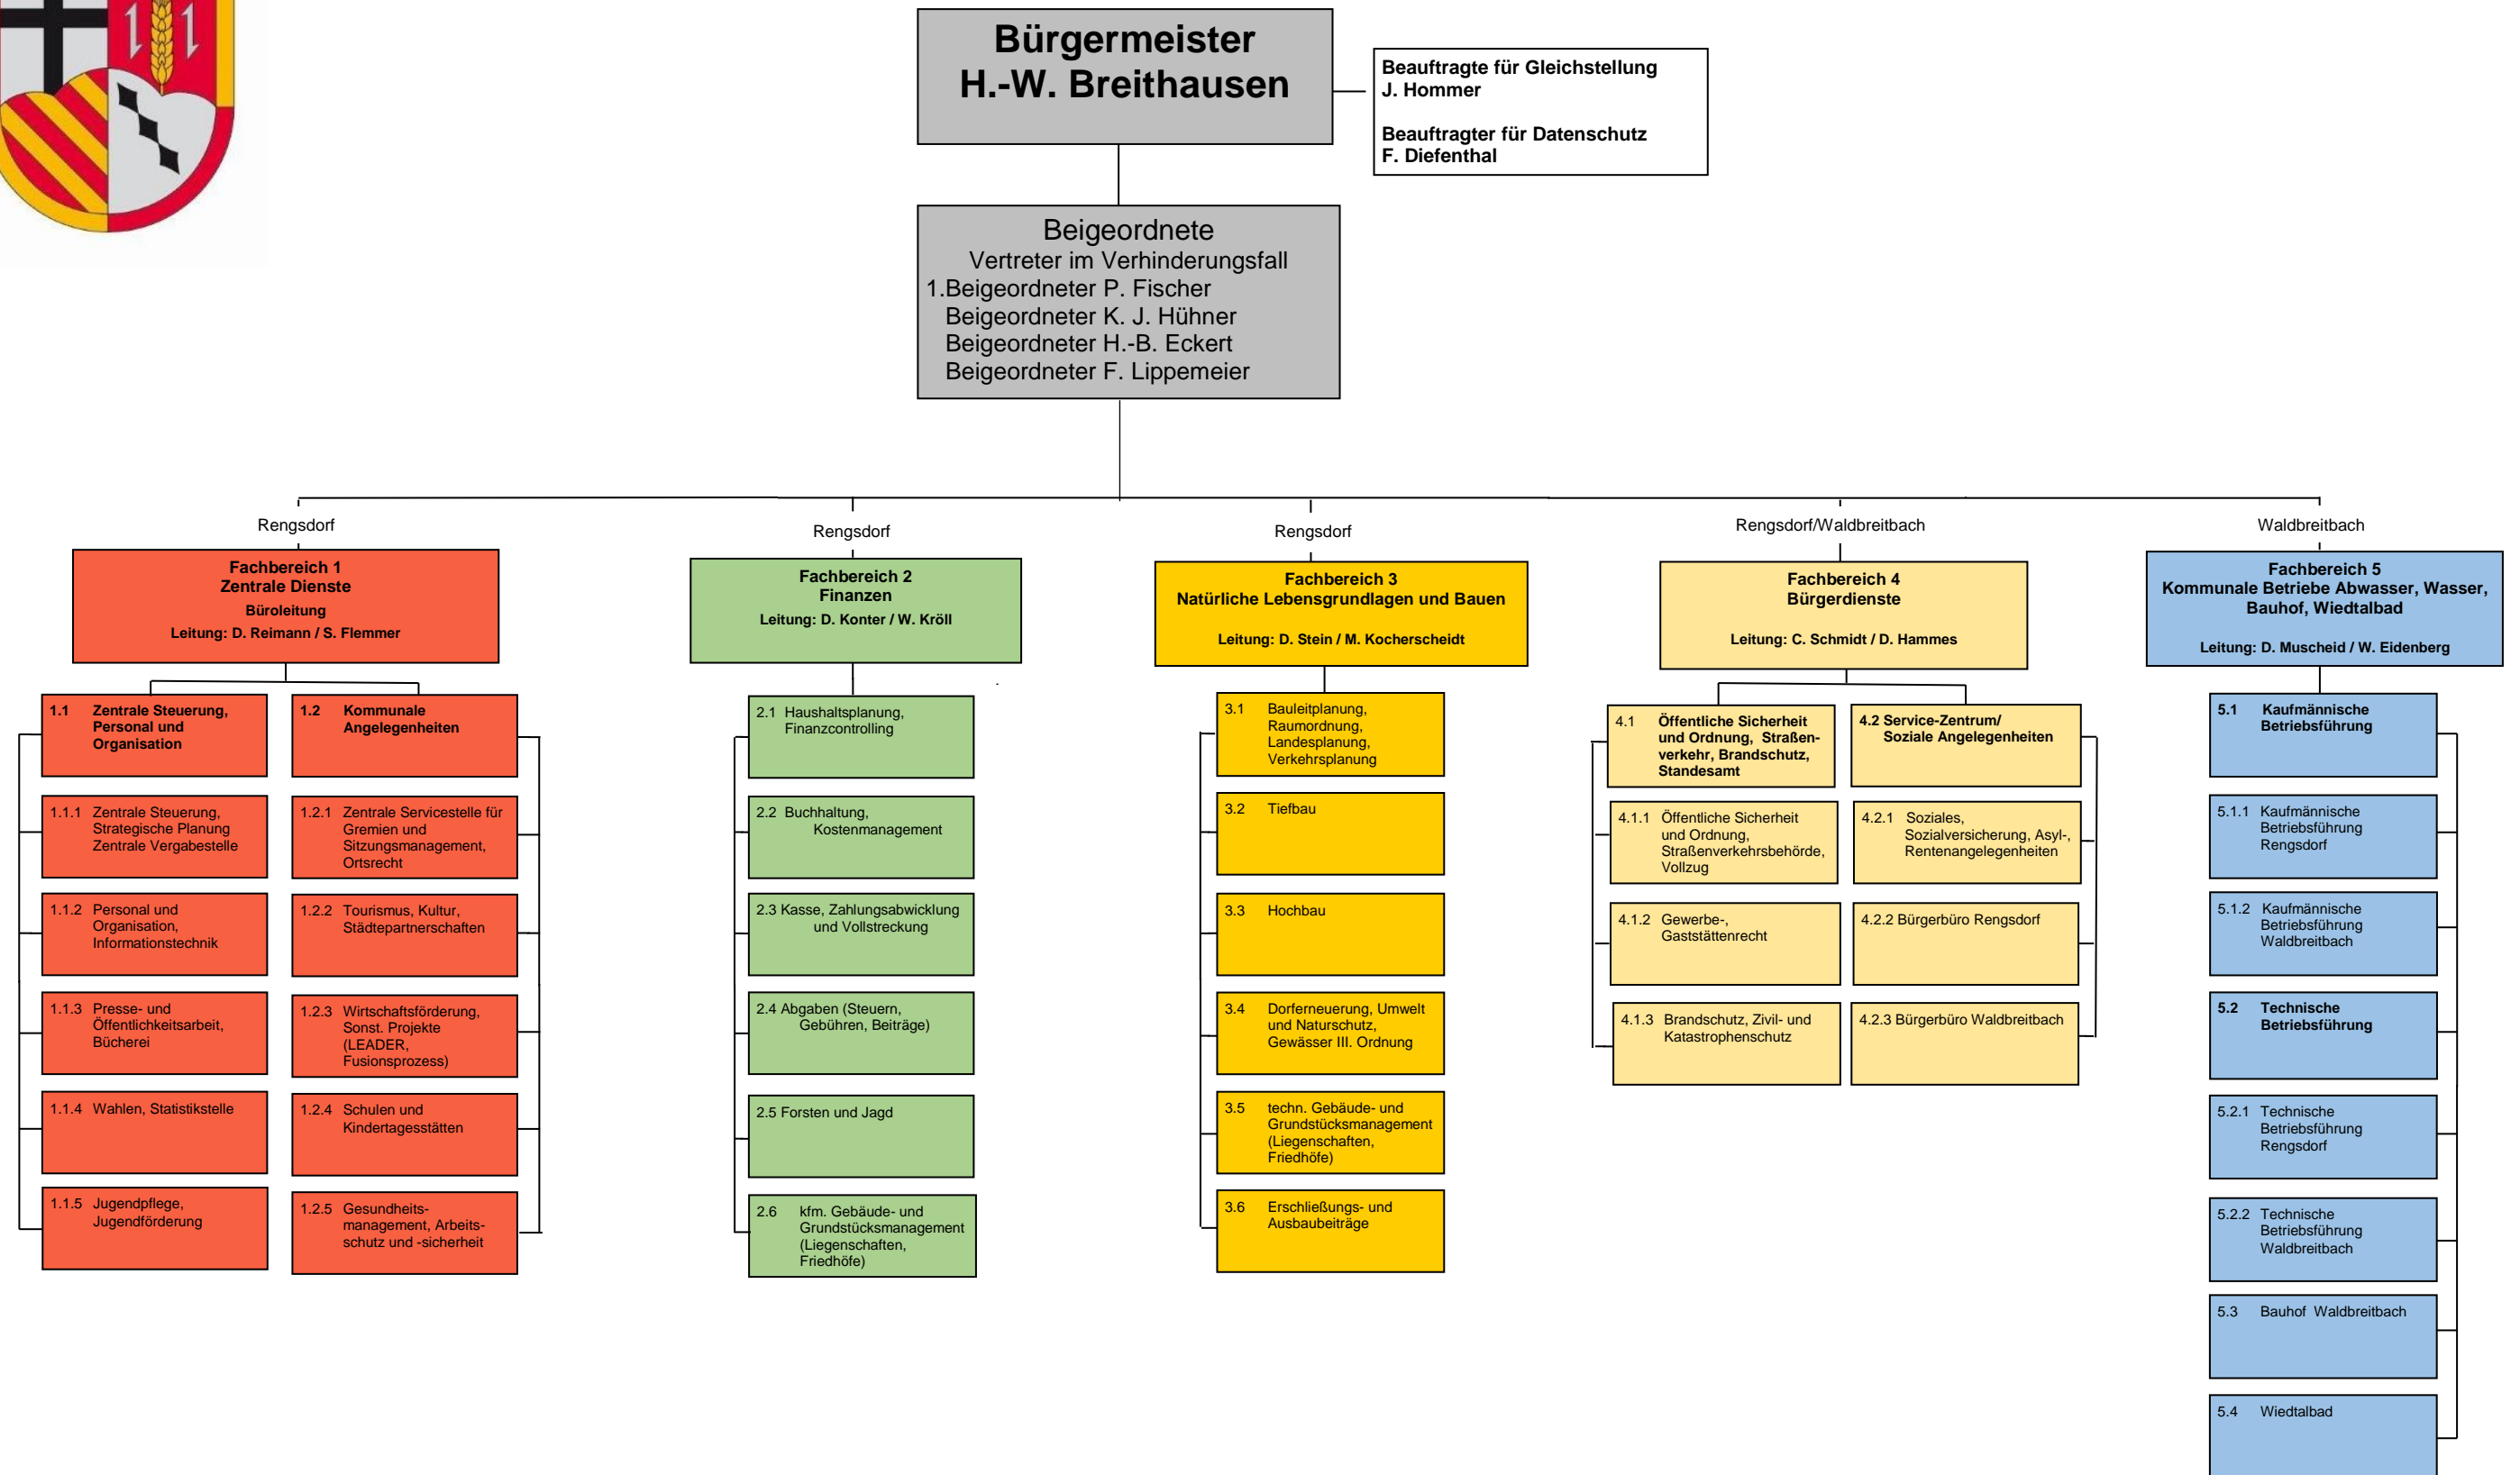 Bürgermeister
H.-W. Breithausen
Beauftragte für Gleichstellung
J. Hommer
Beauftragter für Datenschutz
F. Diefenthal
Beigeordnete
Vertreter im Verhinderungsfall
1.Beigeordneter P. Fischer
Beigeordneter K. J. Hühner
Beigeordneter H.-B. Eckert
Beigeordneter F. Lippemeier
Rengsdorf
Fachbereich 1
Zentrale Dienste
Büroleitung
Leitung: D. Reimann / S. Flemmer
1.1 Zentrale Steuerung,
Personal und
Organisation
1.1.1 Zentrale Steuerung,
Strategische Planung
Zentrale Vergabestelle
1.1.2 Personal und
Organisation,
Informationstechnik
1.1.3 Presse- und
Öffentlichkeitsarbeit,
Bücherei
1.1.4 Wahlen, Statistikstelle
1.1.5 Jugendpflege,
Jugendförderung
1.2 Kommunale
Angelegenheiten
1.2.1 Zentrale Servicestelle für
Gremien und
Sitzungsmanagement,
Ortsrecht
1.2.2 Tourismus, Kultur,
Städtepartnerschaften
1.2.3 Wirtschaftsförderung,
Sonst. Projekte
(LEADER,
Fusionsprozess)
1.2.4 Schulen und
Kindertagesstätten
1.2.5 Gesundheits-
management, Arbeits-
schutz und -sicherheit
Rengsdorf
Fachbereich 2
Finanzen
Leitung: D. Konter / W. Kröll
2.1 Haushaltsplanung,
Finanzcontrolling
2.2 Buchhaltung,
Kostenmanagement
2.3 Kasse, Zahlungsabwicklung
und Vollstreckung
2.4 Abgaben (Steuern,
Gebühren, Beiträge)
2.5 Forsten und Jagd
2.6 kfm. Gebäude- und
Grundstücksmanagement
(Liegenschaften,
Friedhöfe)
Rengsdorf
Fachbereich 3
Natürliche Lebensgrundlagen und Bauen
Leitung: D. Stein / M. Kocherscheidt
3.1 Bauleitplanung,
Raumordnung,
Landesplanung,
Verkehrsplanung
3.2 Tiefbau
3.3 Hochbau
3.4 Dorferneuerung, Umwelt
und Naturschutz,
Gewässer III. Ordnung
3.5 techn. Gebäude- und
Grundstücksmanagement
(Liegenschaften,
Friedhöfe)
3.6 Erschließungs- und
Ausbaubeiträge
Rengsdorf/Waldbreitbach
Fachbereich 4
Bürgerdienste
Leitung: C. Schmidt / D. Hammes
4.1 Öffentliche Sicherheit
und Ordnung, Straßen-
verkehr, Brandschutz,
Standesamt
4.1.1 Öffentliche Sicherheit
und Ordnung,
Straßenverkehrsbehörde,
Vollzug
4.1.2 Gewerbe-,
Gaststättenrecht
4.1.3 Brandschutz, Zivil- und
Katastrophenschutz
4.2 Service-Zentrum/
Soziale Angelegenheiten
4.2.1 Soziales,
Sozialversicherung, Asyl-,
Rentenangelegenheiten
4.2.2 Bürgerbüro Rengsdorf
4.2.3 Bürgerbüro Waldbreitbach
Waldbreitbach
Fachbereich 5
Kommunale Betriebe Abwasser, Wasser,
Bauhof, Wiedtalbad
Leitung: D. Muscheid / W. Eidenberg
5.1 Kaufmännische
Betriebsführung
5.1.1 Kaufmännische
Betriebsführung
Rengsdorf
5.1.2 Kaufmännische
Betriebsführung
Waldbreitbach
5.2 Technische
Betriebsführung
5.2.1 Technische
Betriebsführung
Rengsdorf
5.2.2 Technische
Betriebsführung
Waldbreitbach
5.3 Bauhof Waldbreitbach
5.4 Wiedtalbad